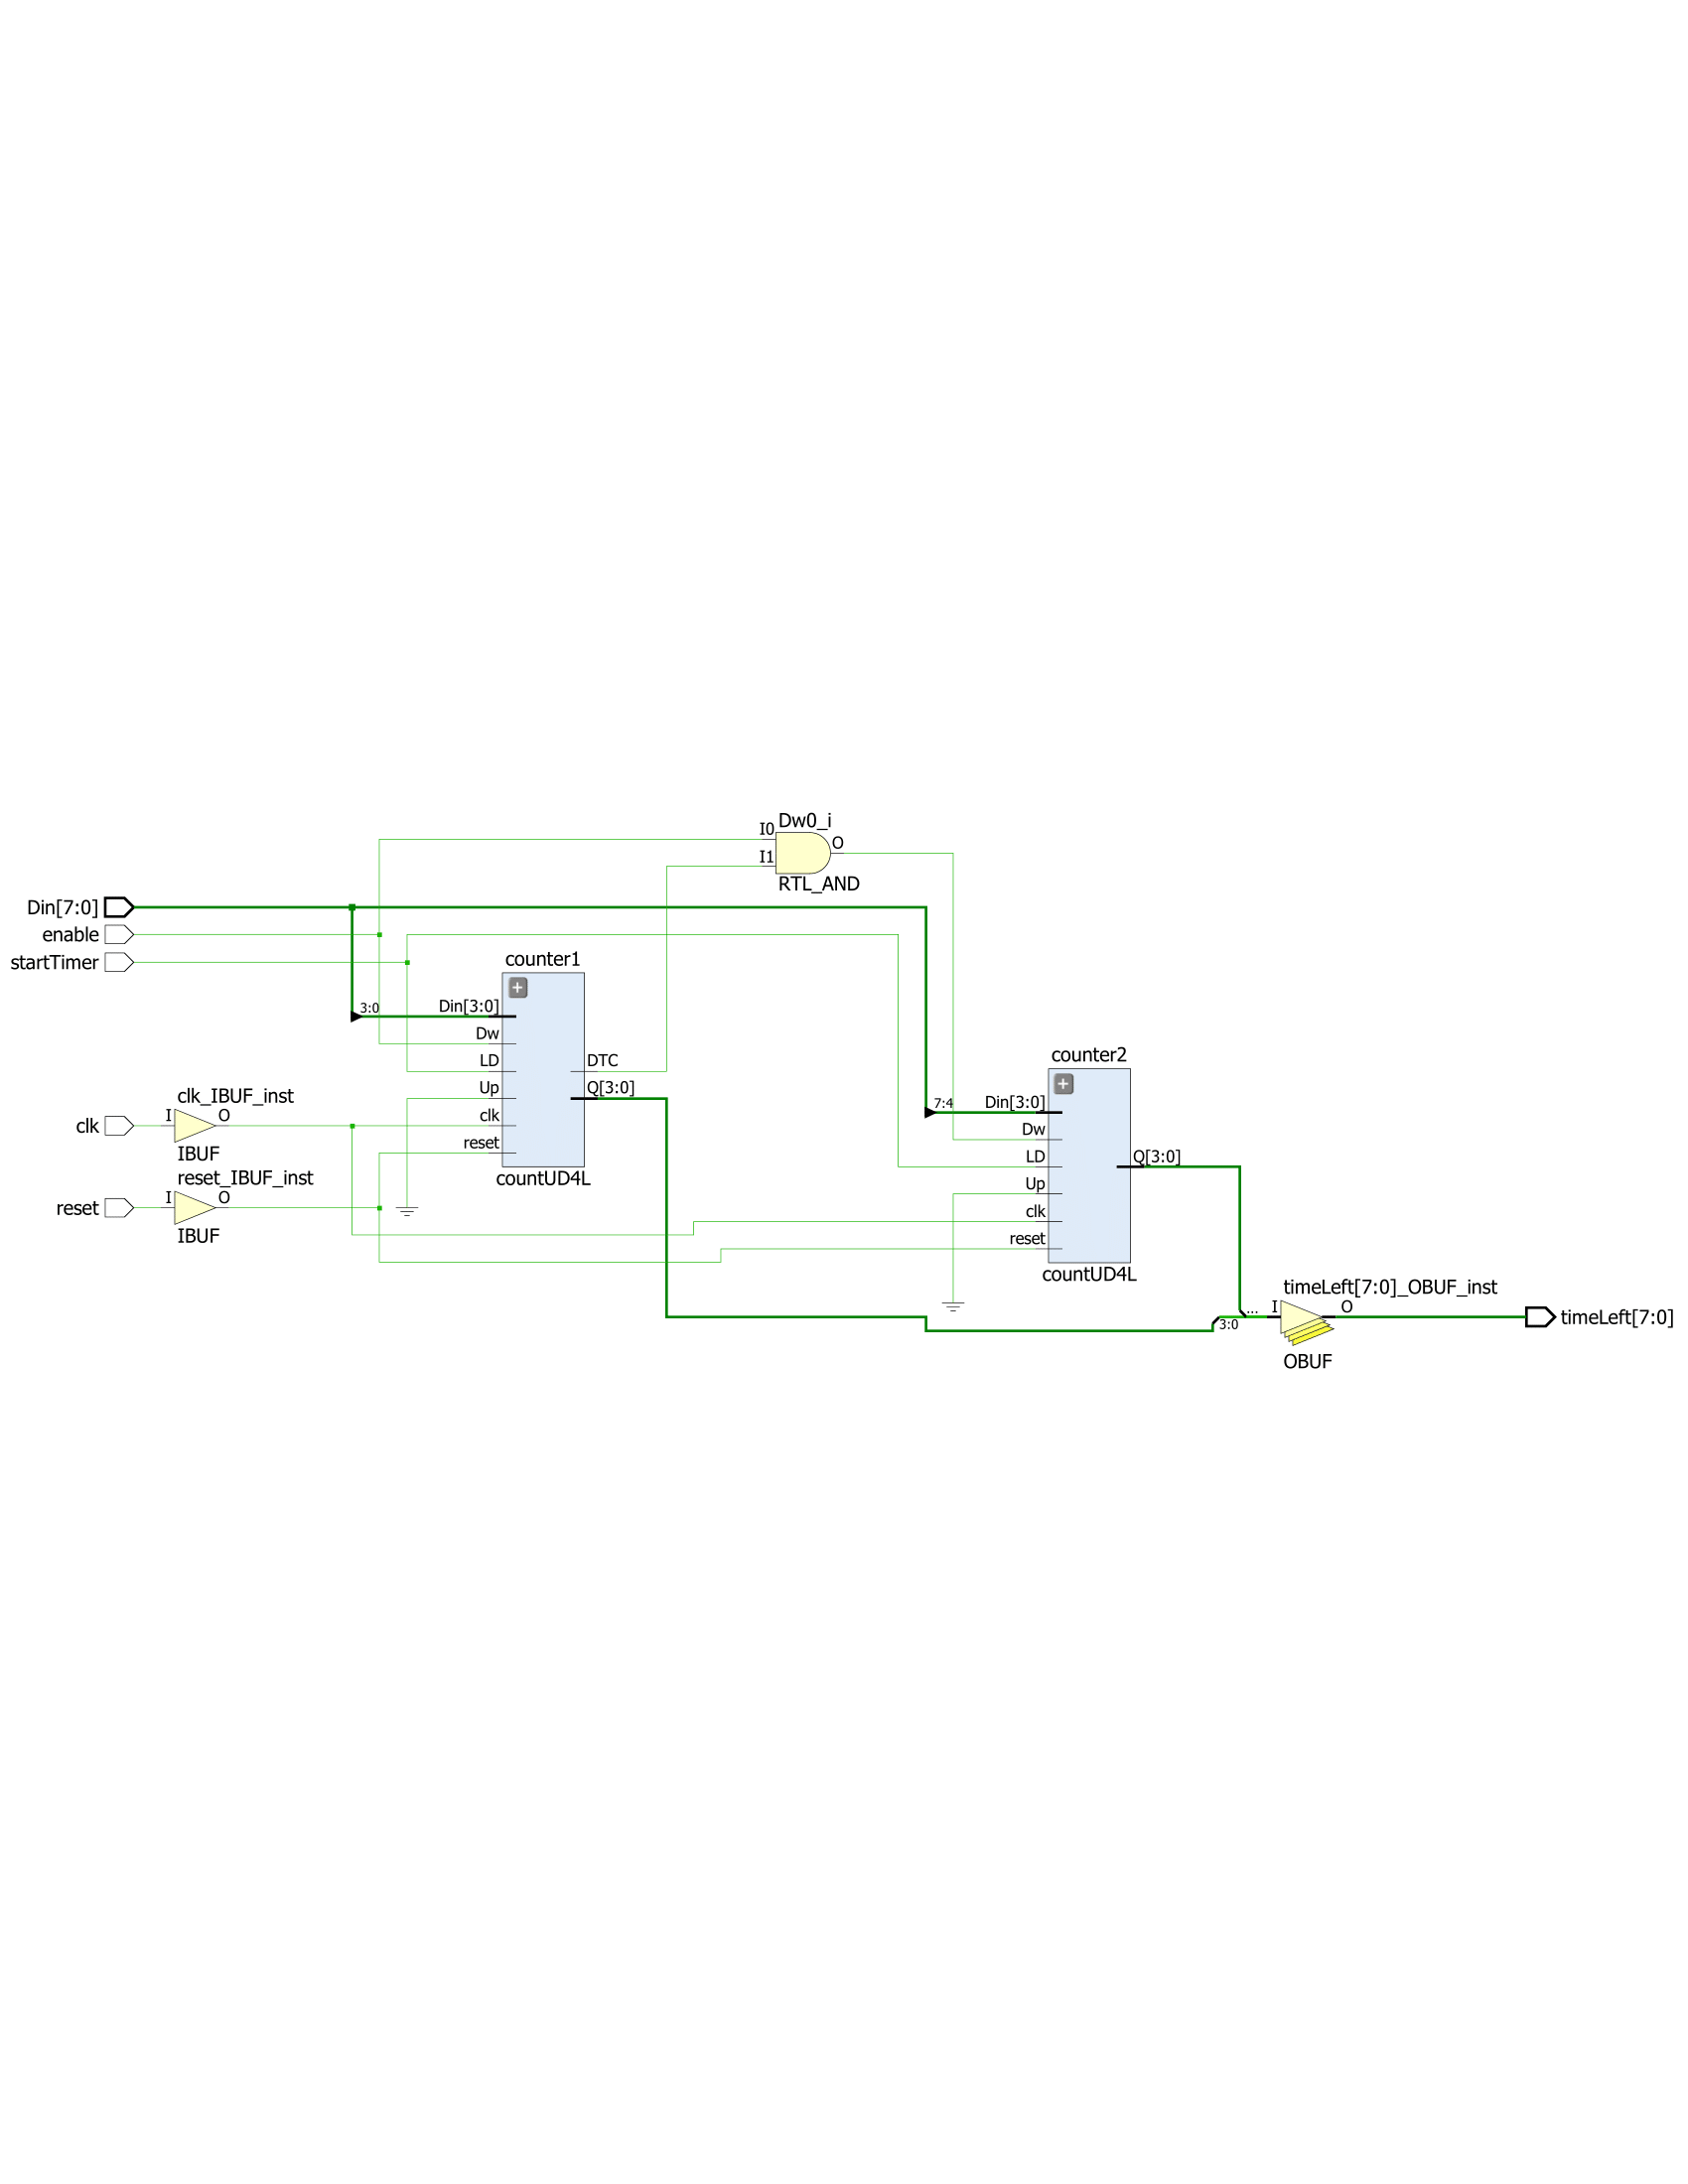 Dw0_i
I0
O
I1
RTL_AND
Din[7:0]
enable
startTimer
counter1
3:0
Din[3:0]
Dw
LD
DTC
Up
Q[3:0]
clk
reset
countUD4L
clk_IBUF_inst
clk
I
O
IBUF
reset_IBUF_inst
reset
I
O
IBUF
counter2
7:4
Din[3:0]
Dw
LD
Q[3:0]
Up
clk
reset
countUD4L
timeLeft[7:0]_OBUF_inst
...
I
O
3:0
timeLeft[7:0]
OBUF